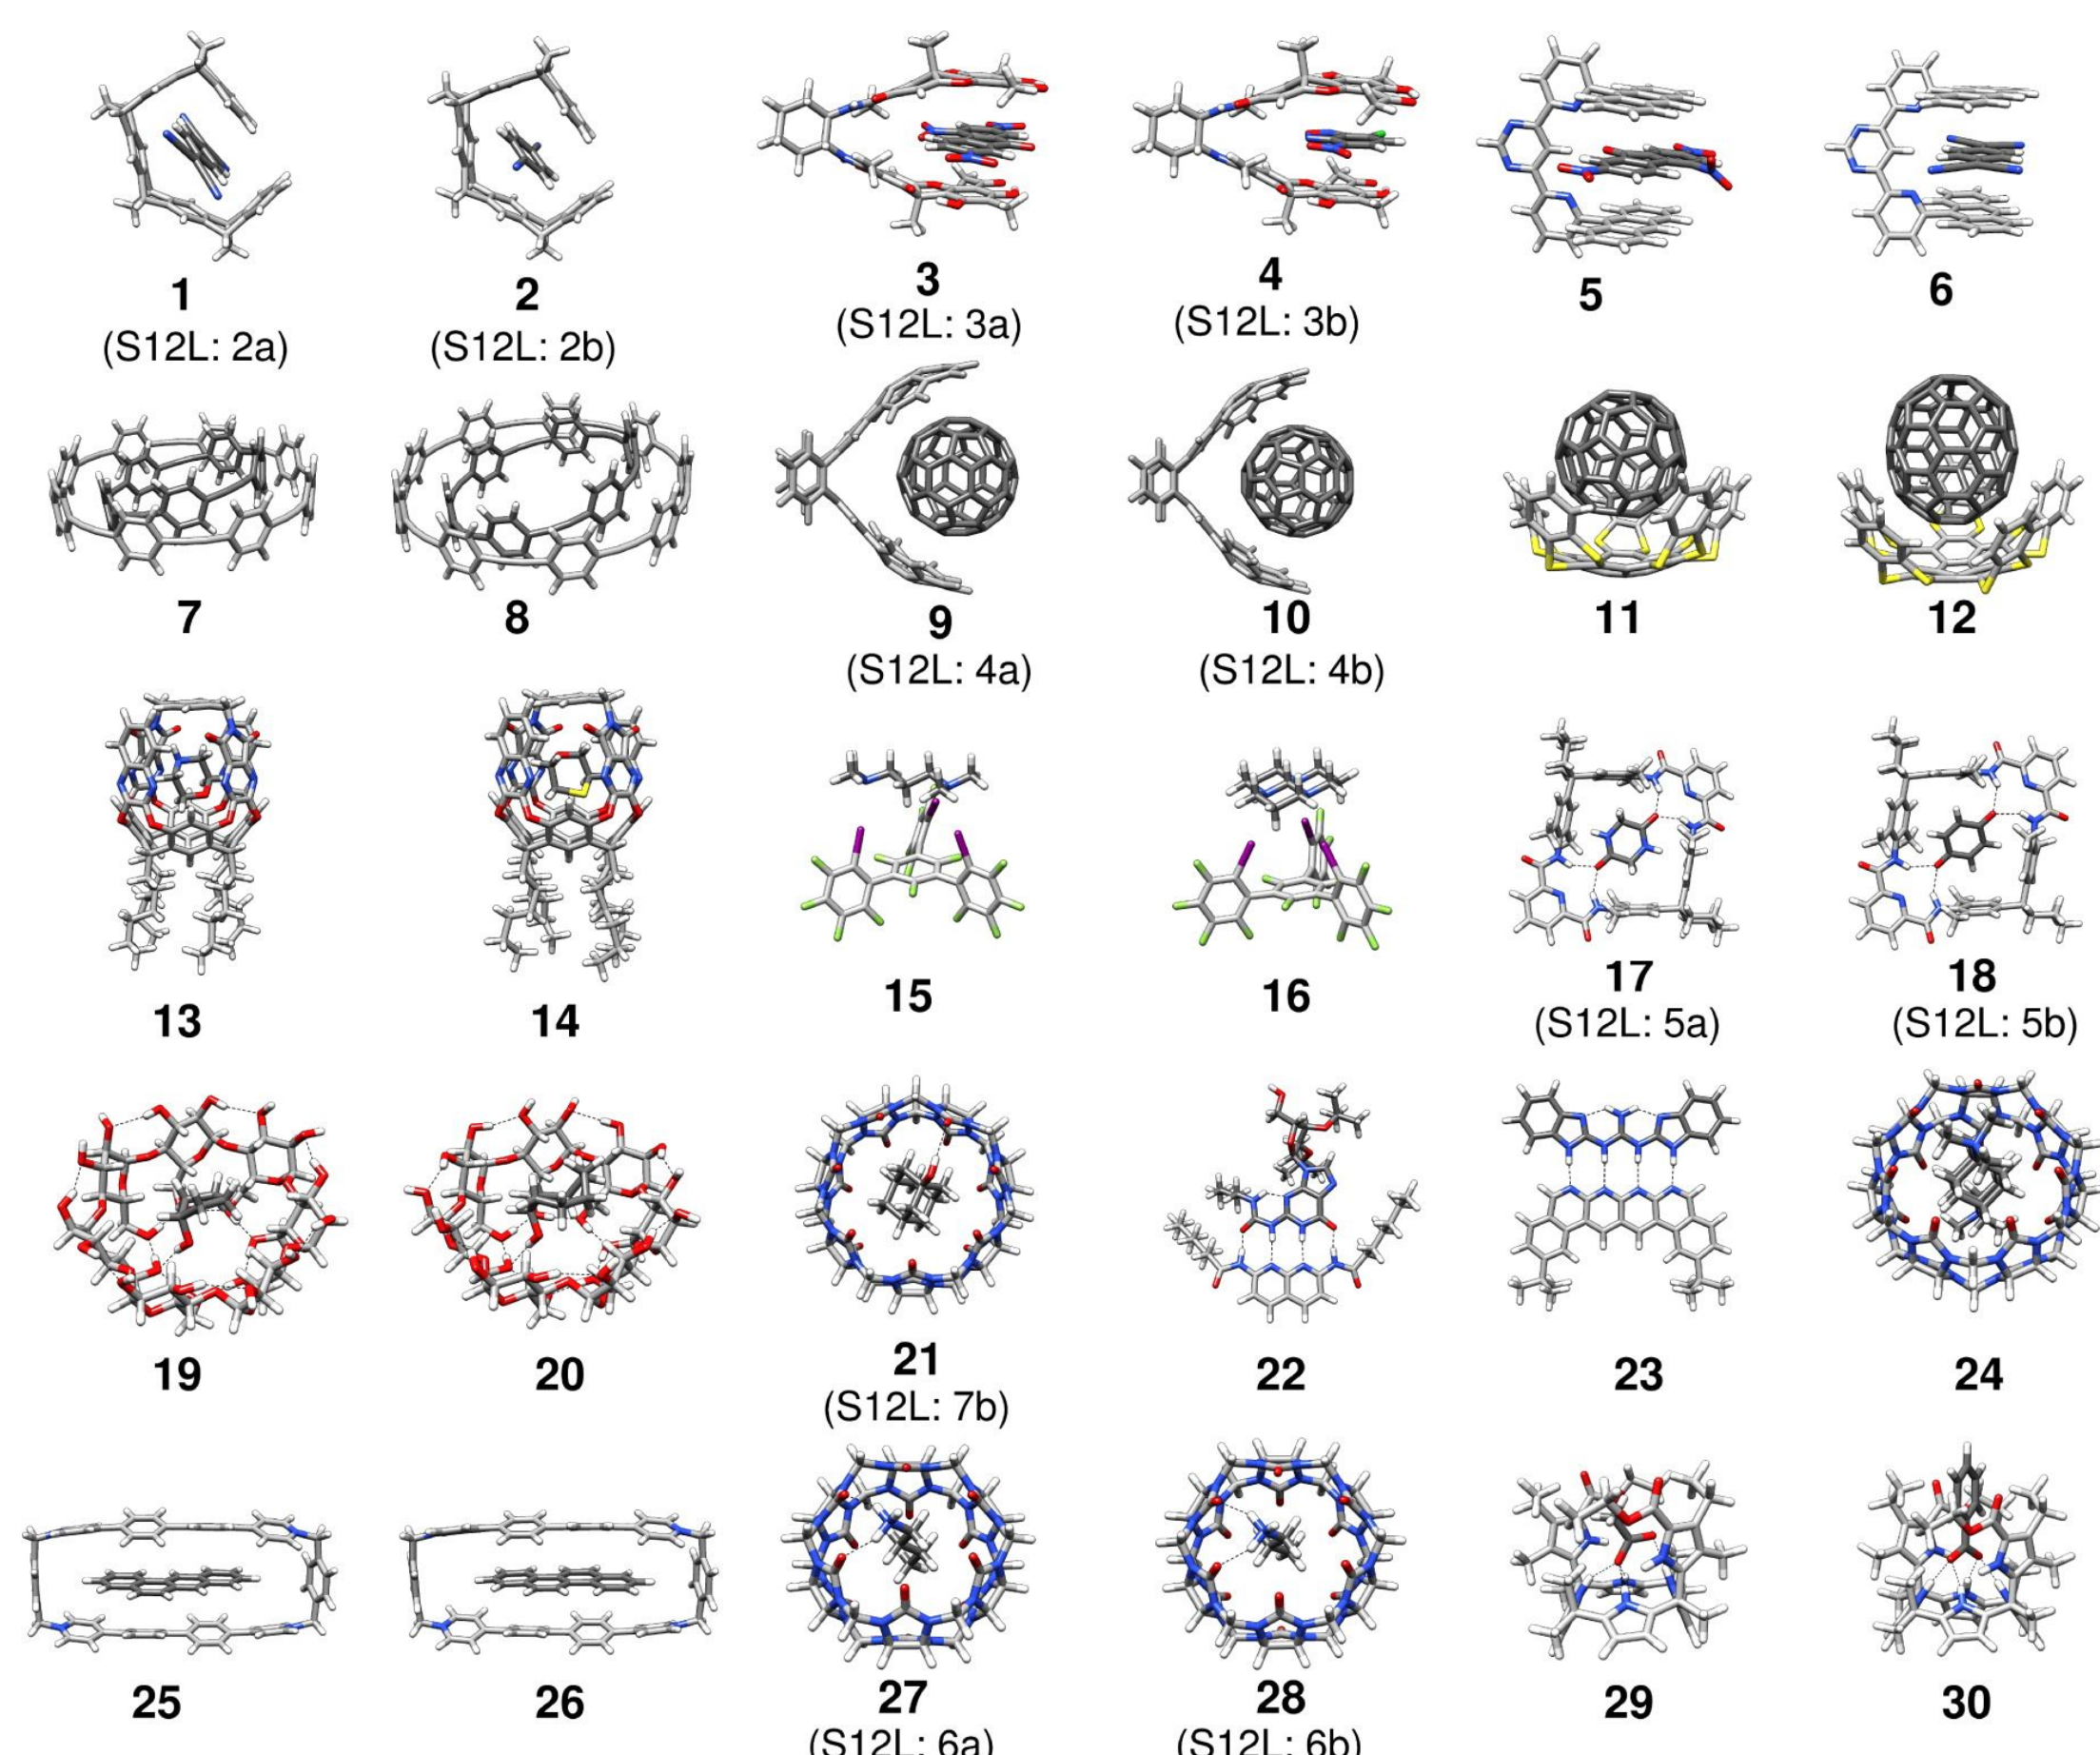 1 2 3 4 5 6
(S12L: 2a) (S12L: 2b) (S12L: 3a) (S12L: 3b)
7 8 9 10 11 12
(S12L: 4a) (S12L: 4b)
13 14 15 16 17 18
(S12L: 5a) (S12L: 5b)
19 20 21 22 23 24
(S12L: 7b)
25 26 27 28 29 30
(S12L: 6a) (S12L: 6b)